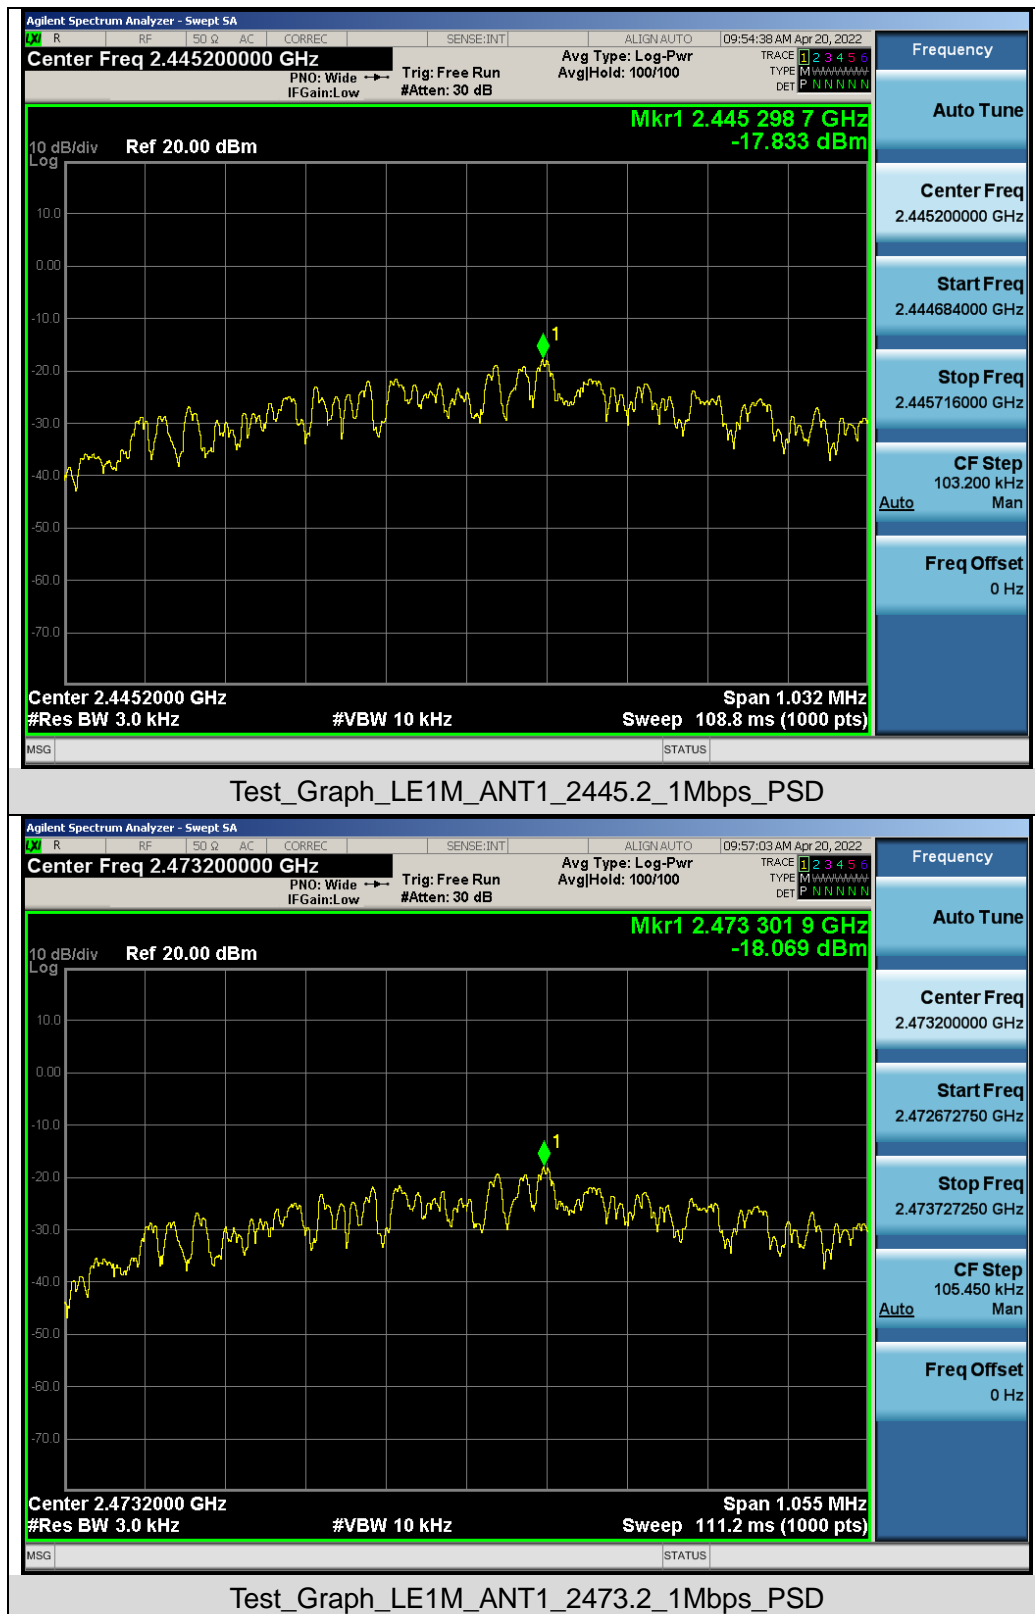 Agilent Spectrum Analyzer - Swept SA
LXI R RF 50 Ω AC CORREC SENSE:INT ALIGN AUTO 09:54:38 AM Apr 20, 2022
Center Freq 2.445200000 GHz
PNO: Wide Trig: Free Run
IFGain:Low #Atten: 30 dB
Avg Type: Log-Pwr
Avg|Hold: 100/100
TRACE 1 2 3 4 5 6
TYPE M
DET P N N N N N
Mkr1 2.445 298 7 GHz
-17.833 dBm
10 dB/div Ref 20.00 dBm
Log
10.0
0.00
-10.0
1
-20.0
-30.0
-40.0
-50.0
-60.0
-70.0
Center 2.4452000 GHz Span 1.032 MHz
#Res BW 3.0 kHz #VBW 10 kHz Sweep 108.8 ms (1000 pts)
MSG STATUS
Frequency
Auto Tune
Center Freq
2.445200000 GHz
Start Freq
2.444684000 GHz
Stop Freq
2.445716000 GHz
CF Step
103.200 kHz
Auto Man
Freq Offset
0 Hz
Test_Graph_LE1M_ANT1_2445.2_1Mbps_PSD
Agilent Spectrum Analyzer - Swept SA
LXI R RF 50 Ω AC CORREC SENSE:INT ALIGN AUTO 09:57:03 AM Apr 20, 2022
Center Freq 2.473200000 GHz
PNO: Wide Trig: Free Run
IFGain:Low #Atten: 30 dB
Avg Type: Log-Pwr
Avg|Hold: 100/100
TRACE 1 2 3 4 5 6
TYPE M
DET P N N N N N
Mkr1 2.473 301 9 GHz
-18.069 dBm
10 dB/div Ref 20.00 dBm
Log
10.0
0.00
-10.0
1
-20.0
-30.0
-40.0
-50.0
-60.0
-70.0
Center 2.4732000 GHz Span 1.055 MHz
#Res BW 3.0 kHz #VBW 10 kHz Sweep 111.2 ms (1000 pts)
MSG STATUS
Frequency
Auto Tune
Center Freq
2.473200000 GHz
Start Freq
2.472672750 GHz
Stop Freq
2.473727250 GHz
CF Step
105.450 kHz
Auto Man
Freq Offset
0 Hz
Test_Graph_LE1M_ANT1_2473.2_1Mbps_PSD